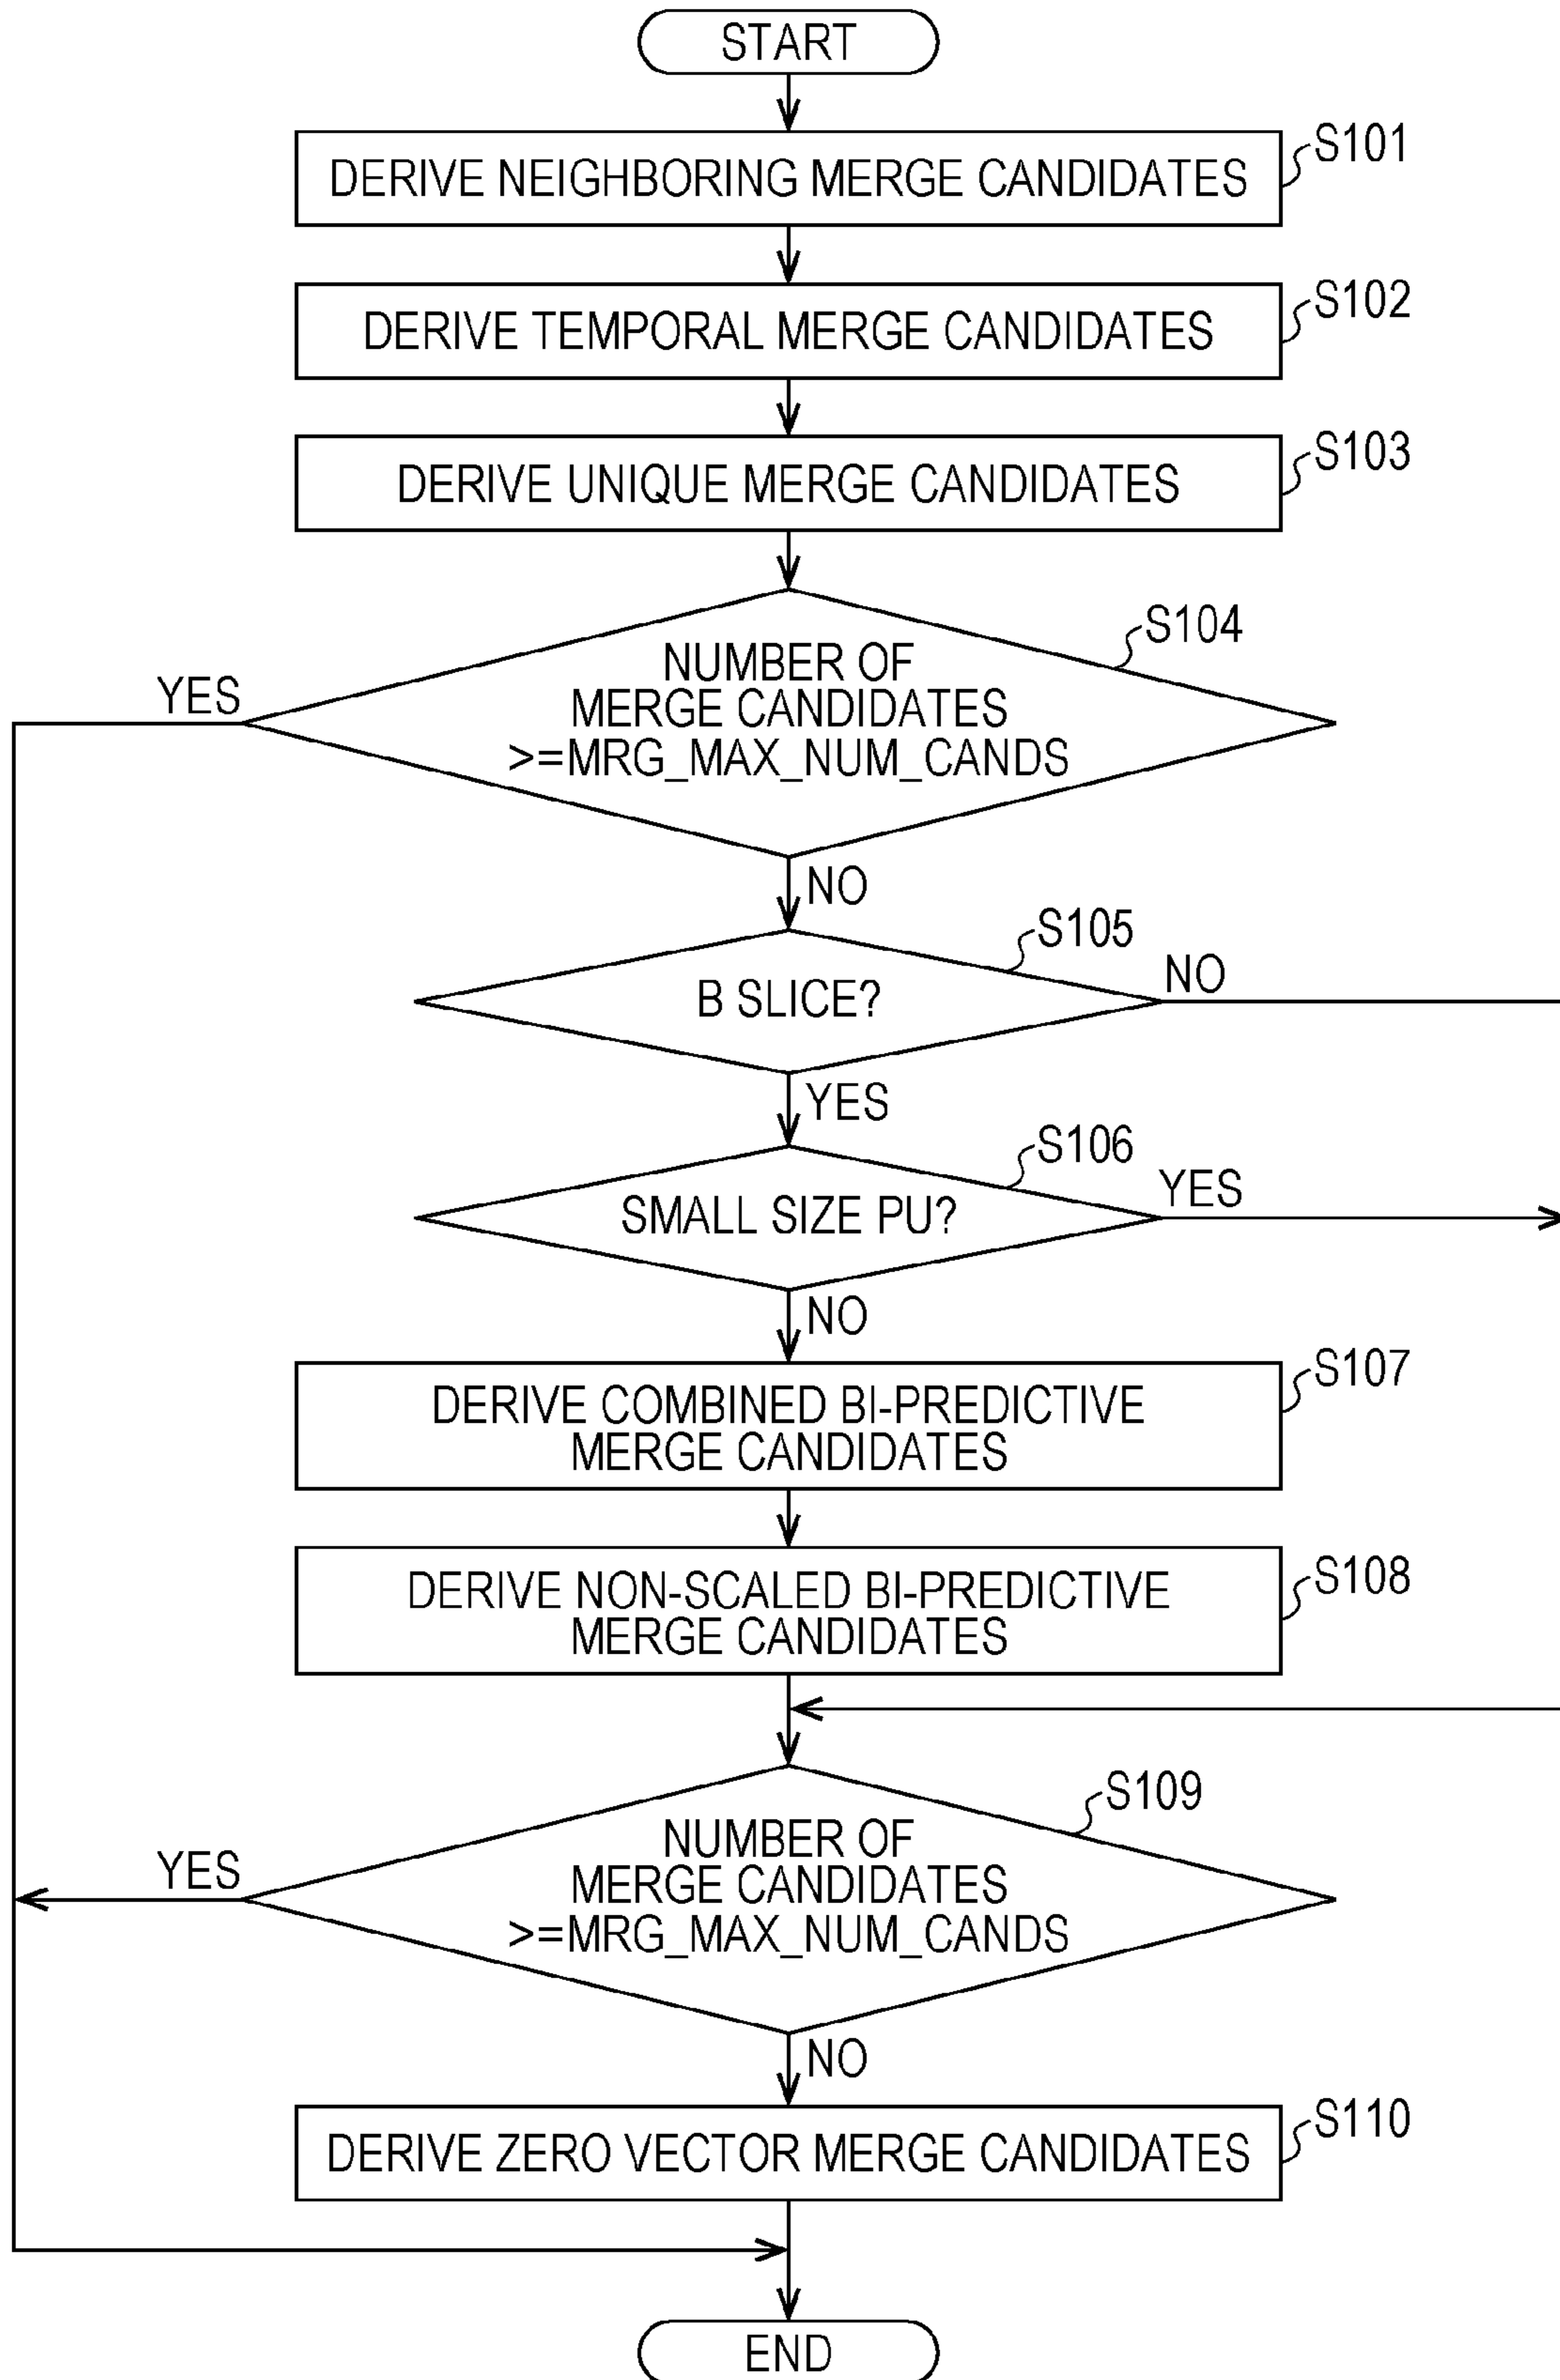 START
DERIVE NEIGHBORING MERGE CANDIDATES
S101
DERIVE TEMPORAL MERGE CANDIDATES
S102
DERIVE UNIQUE MERGE CANDIDATES
S103
S104
NUMBER OF
MERGE CANDIDATES
>=MRG_MAX_NUM_CANDS
YES
NO
S105
B SLICE?
NO
YES
S106
SMALL SIZE PU?
YES
NO
S107
DERIVE COMBINED BI-PREDICTIVE
MERGE CANDIDATES
S108
DERIVE NON-SCALED BI-PREDICTIVE
MERGE CANDIDATES
S109
NUMBER OF
MERGE CANDIDATES
>=MRG_MAX_NUM_CANDS
YES
NO
S110
DERIVE ZERO VECTOR MERGE CANDIDATES
END